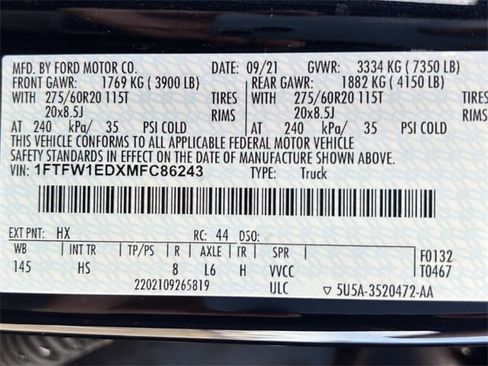 MFD. BY FORD MOTOR CO. 09/21 GVWR: 3334 KG ( 7350 LB)
FRONT GAWR: 1769 KG ( 3900 LB) REAR GAWR: 1882 KG ( 4150 LB)
WITH 275/60R20 115T TIRES WITH 275/60R20 115T TIRES
20x8.5J RIMS 20x8.5J RIMS
AT 240 kPa/ 35 PSI COLD AT 240 kPa/ 35 PSI COLD
THIS VEHICLE CONFORMS TO ALL APPLICABLE FEDERAL MOTOR VEHICLE
SAFETY STANDARDS IN EFFECT ON THE DATE OF MANUFACTURE SHOWN ABOVE.
VIN: 1FTFW1EDXMFC86243 TYPE: Truck
EXT PNT: HX RC: 44 DSO:
WB INT TR TP/PS R AXLE TR SPR F0132
145 HS 8 L6 H VVCC T0467
2202109265819 ULC ▽ 5U5A-3520472-AA